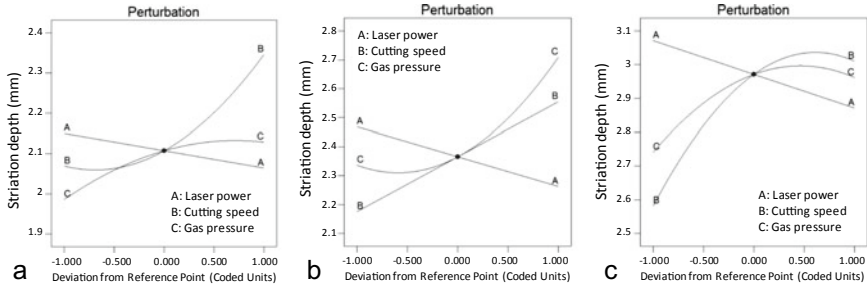 Perturbation
2.4
2.3
2.2
2.1
2
1.9
Striation depth (mm)
A
B
C
B
C
A
A: Laser power
B: Cutting speed
C: Gas pressure
-1.000 -0.500 0.000 0.500 1.000
a
Deviation from Reference Point (Coded Units)
Perturbation
2.8
2.7
2.6
2.5
2.4
2.3
2.2
2.1
Striation depth (mm)
A: Laser power
B: Cutting speed
C: Gas pressure
A
C
B
C
B
A
-1.000 -0.500 0.000 0.500 1.000
b
Deviation from Reference Point (Coded Units)
Perturbation
3.1
3
2.9
2.8
2.7
2.6
2.5
Striation depth (mm)
A
C
B
B
C
A
A: Laser power
B: Cutting speed
C: Gas pressure
-1.000 -0.500 0.000 0.500 1.000
c
Deviation from Reference Point (Coded Units)